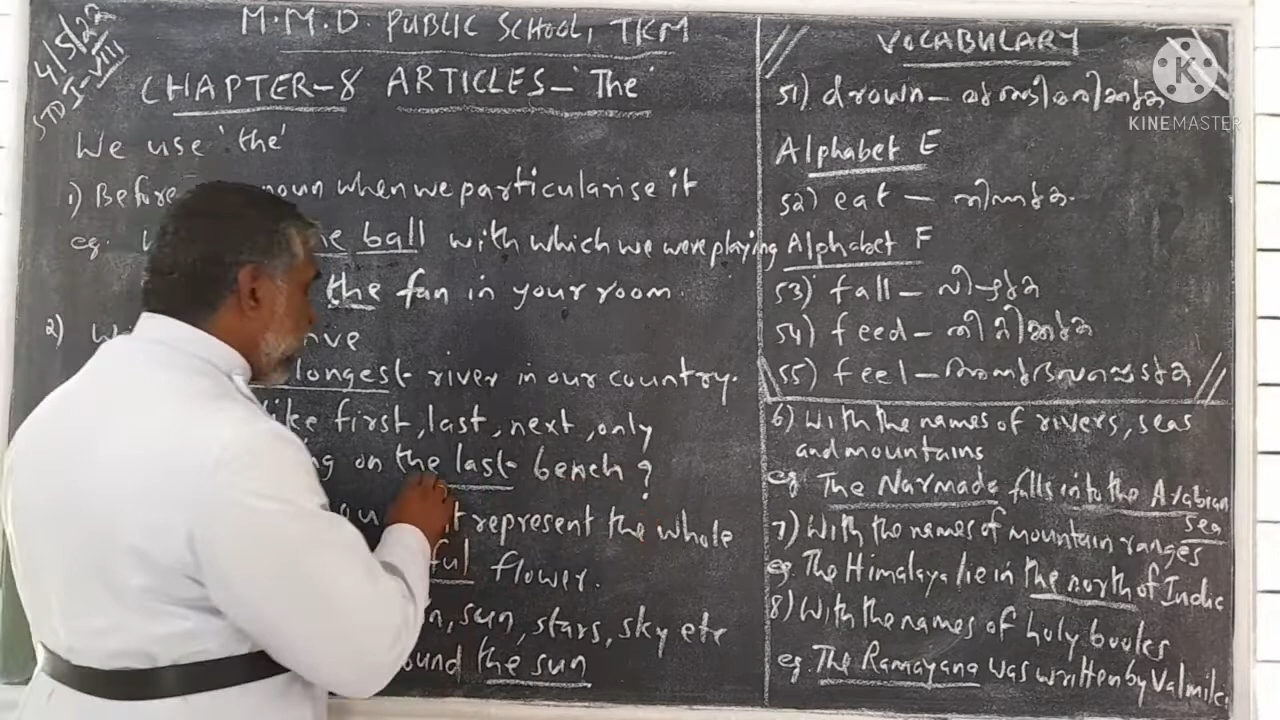 4/5/22
STD I-VIII
M.M.D. PUBLIC SCHOOL, TKM
CHAPTER-8 ARTICLES-'The'
We use 'the'
1) Before noun when we particularise it
eg. the ball with which we were playing
the fan in your room.
2)
longest river in our country.
like first, last, next, only
on the last bench?
represent the whole
flower.
sun, stars, sky etc
the sun
VOCABULARY
51) drown-
Alphabet E
52) eat - തിന്നുക
Alphabet F
53) fall - വീഴുക
54) feed - തീറ്റിക്കുക
55) feel - അനുഭവപ്പെടുക
6) With the names of rivers, seas
and mountains
eg. The Narmada falls into the Arabian
Sea
7) With the names of mountain ranges
eg. The Himalaya lie in the north of India
8) With the names of holy books
eg. The Ramayana was written by Valmiki
KINEMASTER